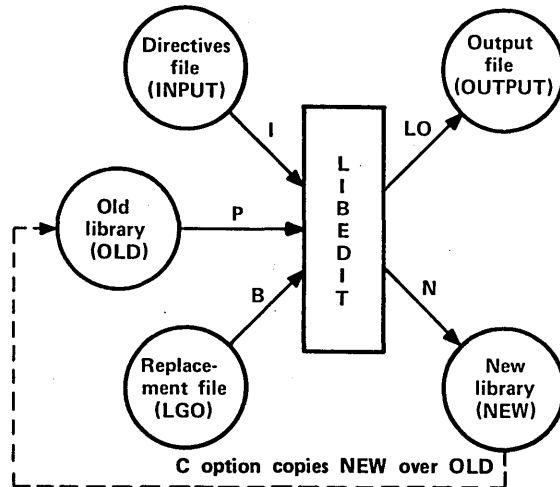 Directives
file
(INPUT)
Output
file
(OUTPUT)
I
LO
LIBEDIT
Old
library
(OLD)
P
B
N
Replace-
ment file
(LGO)
New
library
(NEW)
C option copies NEW over OLD